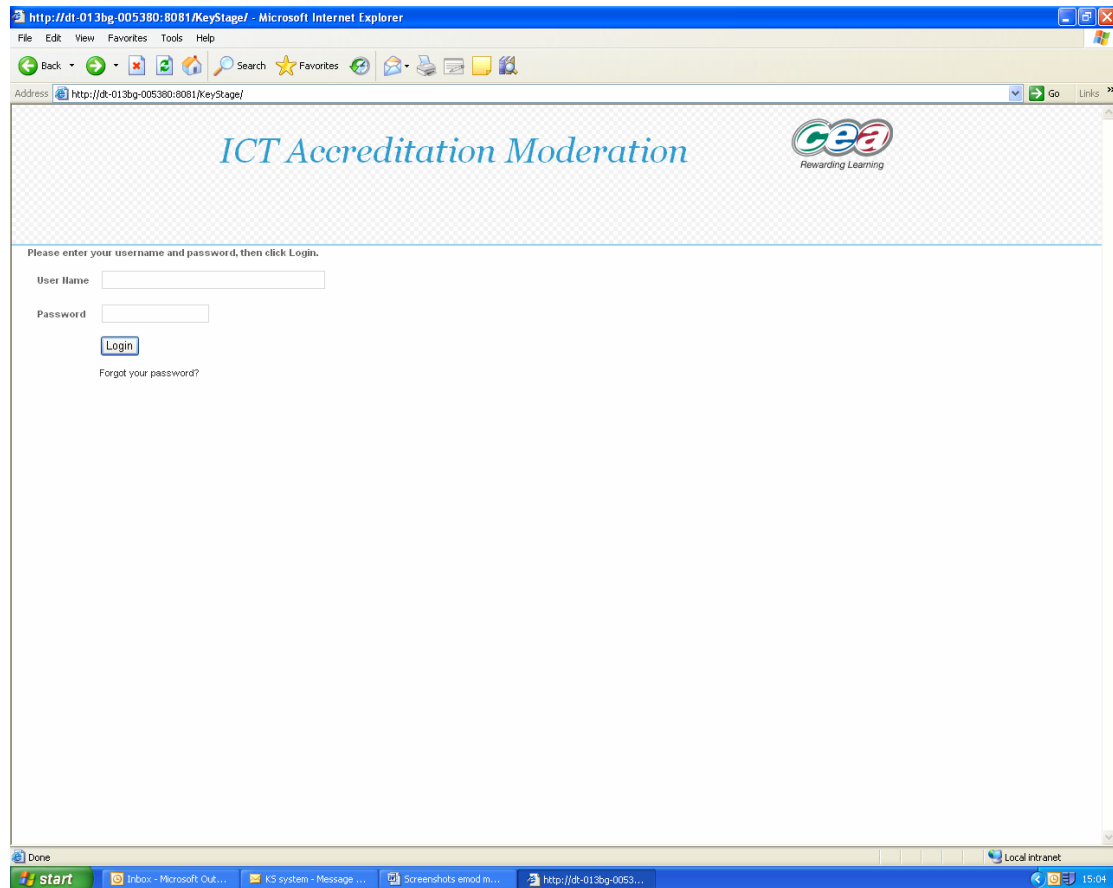 http://dt-013bg-005380:8081/KeyStage/ - Microsoft Internet Explorer
File Edit View Favorites Tools Help
Back Search Favorites
Address http://dt-013bg-005380:8081/KeyStage/ Go Links »
ICT Accreditation Moderation
cea
Rewarding Learning
Please enter your username and password, then click Login.
User Name
Password
Login
Forgot your password?
Done Local intranet
start Inbox - Microsoft Out... KS system - Message ... Screenshots emod m... http://dt-013bg-0053... 15:04